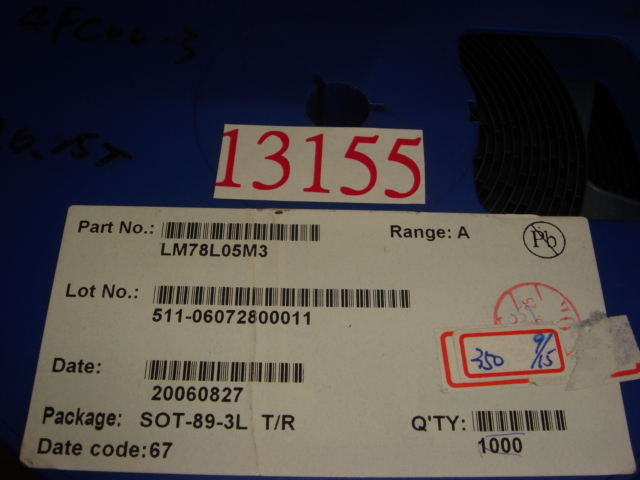 13155
Part No.: Range: A
LM78L05M3
Pb
Lot No.:
511-06072800011
350 9/15
Date:
20060827
Package: SOT-89-3L T/R Q'TY:
Date code: 67 1000